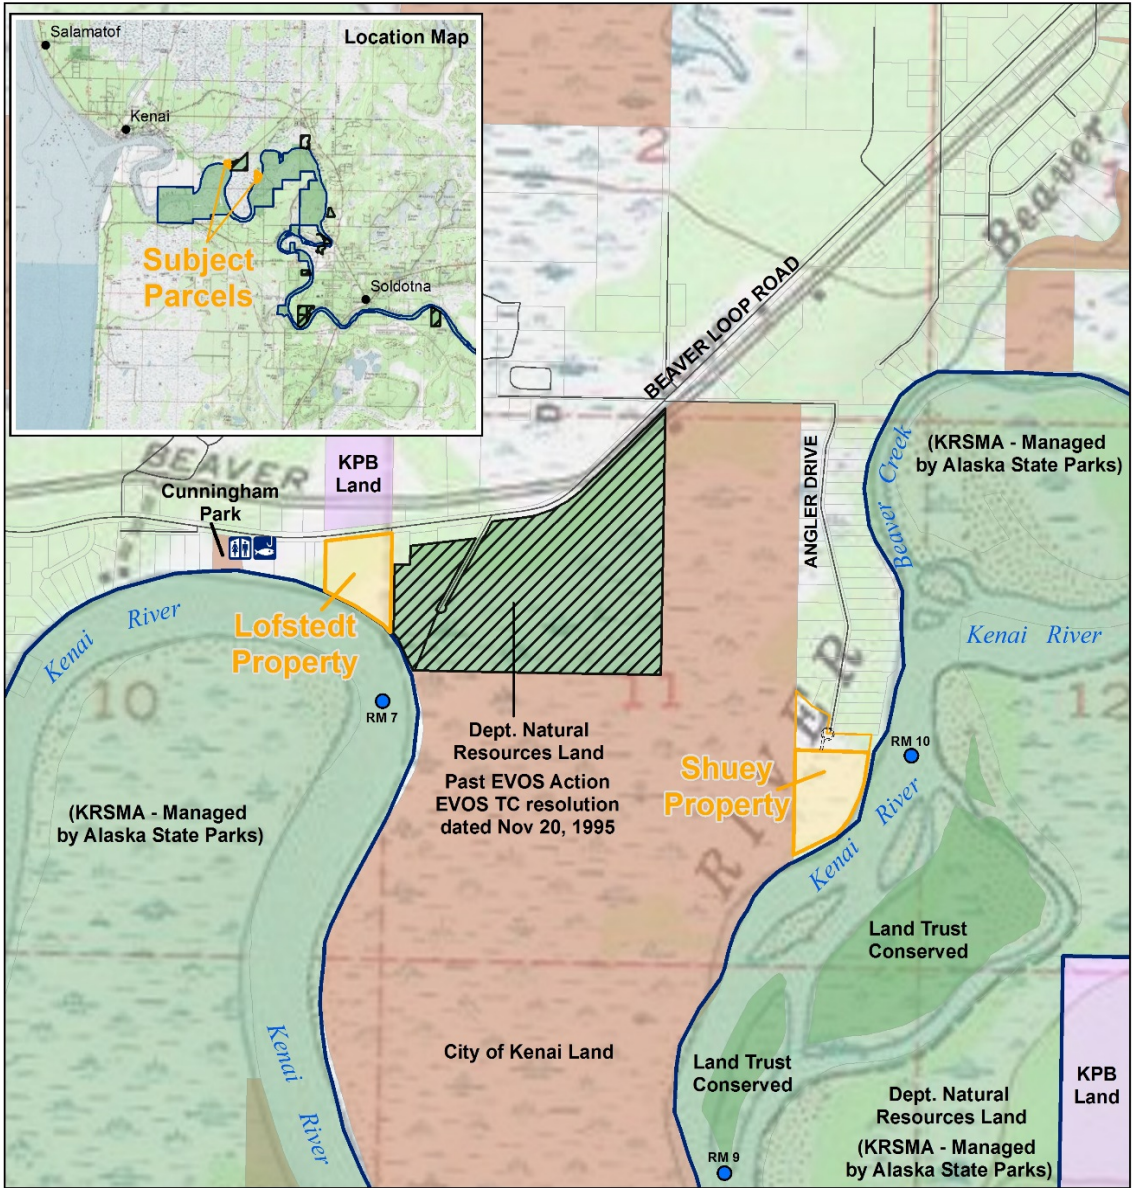 Location Map
Salamatof
Kenai
Subject
Parcels
Soldotna
2
1
Beaver
BEAVER LOOP ROAD
BEAVER
KPB
Land
Cunningham
Park
ANGLER DRIVE
Beaver Creek
(KRSMA - Managed
by Alaska State Parks)
Kenai River
Lofstedt
Property
Kenai River
10
11
12
RM 7
Dept. Natural
Resources Land
Past EVOS Action
EVOS TC resolution
dated Nov 20, 1995
RIVER
RM 10
Shuey
Property
Kenai River
(KRSMA - Managed
by Alaska State Parks)
Land Trust
Conserved
City of Kenai Land
Kenai River
Land Trust
Conserved
KPB
Land
Dept. Natural
Resources Land
(KRSMA - Managed
by Alaska State Parks)
RM 9